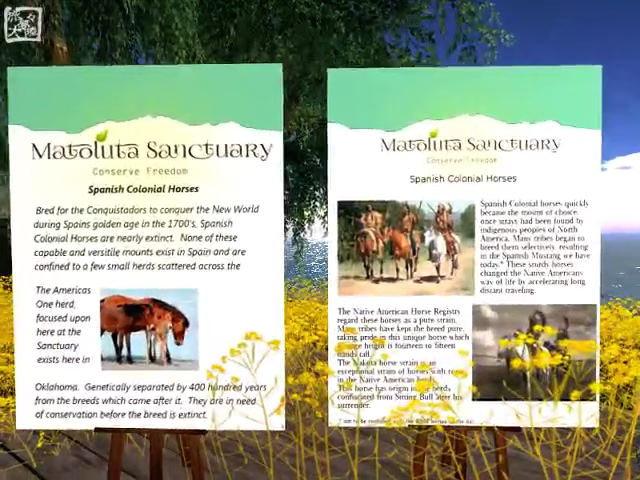 Matoluta Sanctuary
Conserve Freedom
Spanish Colonial Horses
Bred for the Conquistadors to conquer the New World
during Spains golden age in the 1700's, Spanish
Colonial Horses are nearly extinct. None of these
capable and versitile mounts exist in Spain and are
confined to a few small herds scattered across the
The Americas
One herd,
focused upon
here at the
Sanctuary
exists here in
Oklahoma. Genetically separated by 400 hundred years
from the breeds which came after it. They are in need
of conservation before the breed is extinct.
Matoluta Sanctuary
Conserve Freedom
Spanish Colonial Horses
Spanish Colonial horses quickly
became the mount of choice
once strays had been found by
indigenous peoples of North
America. Many tribes began to
breed them selectively, resulting
in the Spanish Mustang we have
today.* These sturdy horses
changed the Native Americans
way of life by accelerating long
distant traveling.
The Native American Horse Registry
regard these horses as a pure strain.
Many tribes have kept the breed pure,
taking pride in this unique horse which
height is fourteen to fifteen
hands tall.
The horse strain is an
exceptional strain of horses with
in the Native American herds.
This horse has origin in herds
confiscated from Sitting Bull after his
surrender.